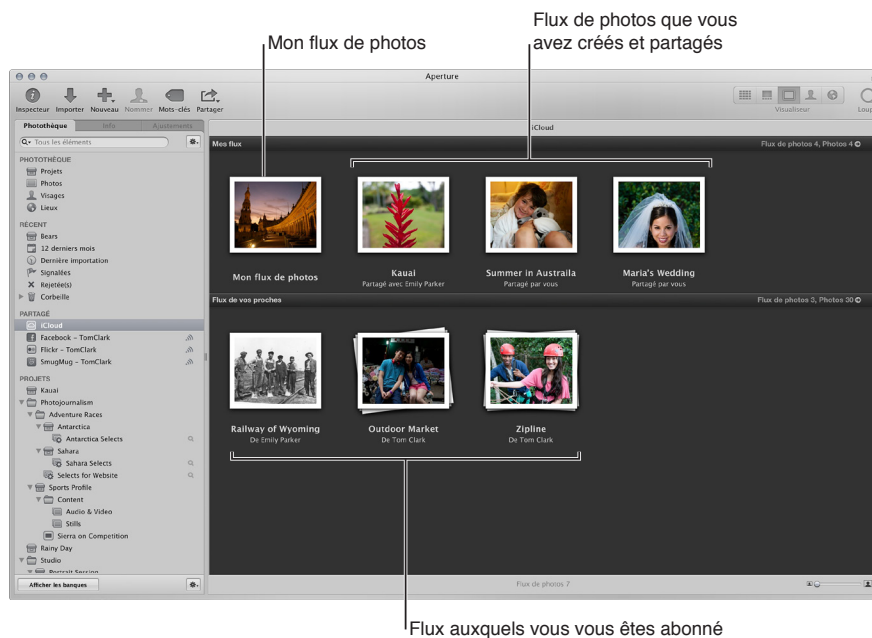 Flux de photos que vous
avez créés et partagés
Mon flux de photos
Aperture
Inspecteur Importer Nouveau Nommer Mots-clés Partager
Visualiseur
Loup
Photothèque Info Ajustements
iCloud
Tous les éléments
Mes flux
Flux de photos 4, Photos 4
PHOTOTHÈQUE
Projets
Photos
Visages
Lieux
RÉCENT
Bears
12 derniers mois
Dernière importation
Signalées
Rejetée(s)
Corbeille
PARTAGÉ
iCloud
Facebook – TomClark
Flickr – TomClark
SmugMug – TomClark
PROJETS
Kauai
Photojournalism
Adventure Races
Antarctica
Antarctica Selects
Sahara
Sahara Selects
Selects for Website
Sports Profile
Content
Audio & Video
Stills
Sierra on Competition
Rainy Day
Studio
Portrait Session
Afficher les banques
Mon flux de photos
Kauai
Partagé avec Emily Parker
Summer in Austraila
Partagé par vous
Maria's Wedding
Partagé par vous
Flux de vos proches
Flux de photos 3, Photos 30
Railway of Wyoming
De Emily Parker
Outdoor Market
De Tom Clark
Zipline
De Tom Clark
Flux de photos 7
Flux auxquels vous vous êtes abonné